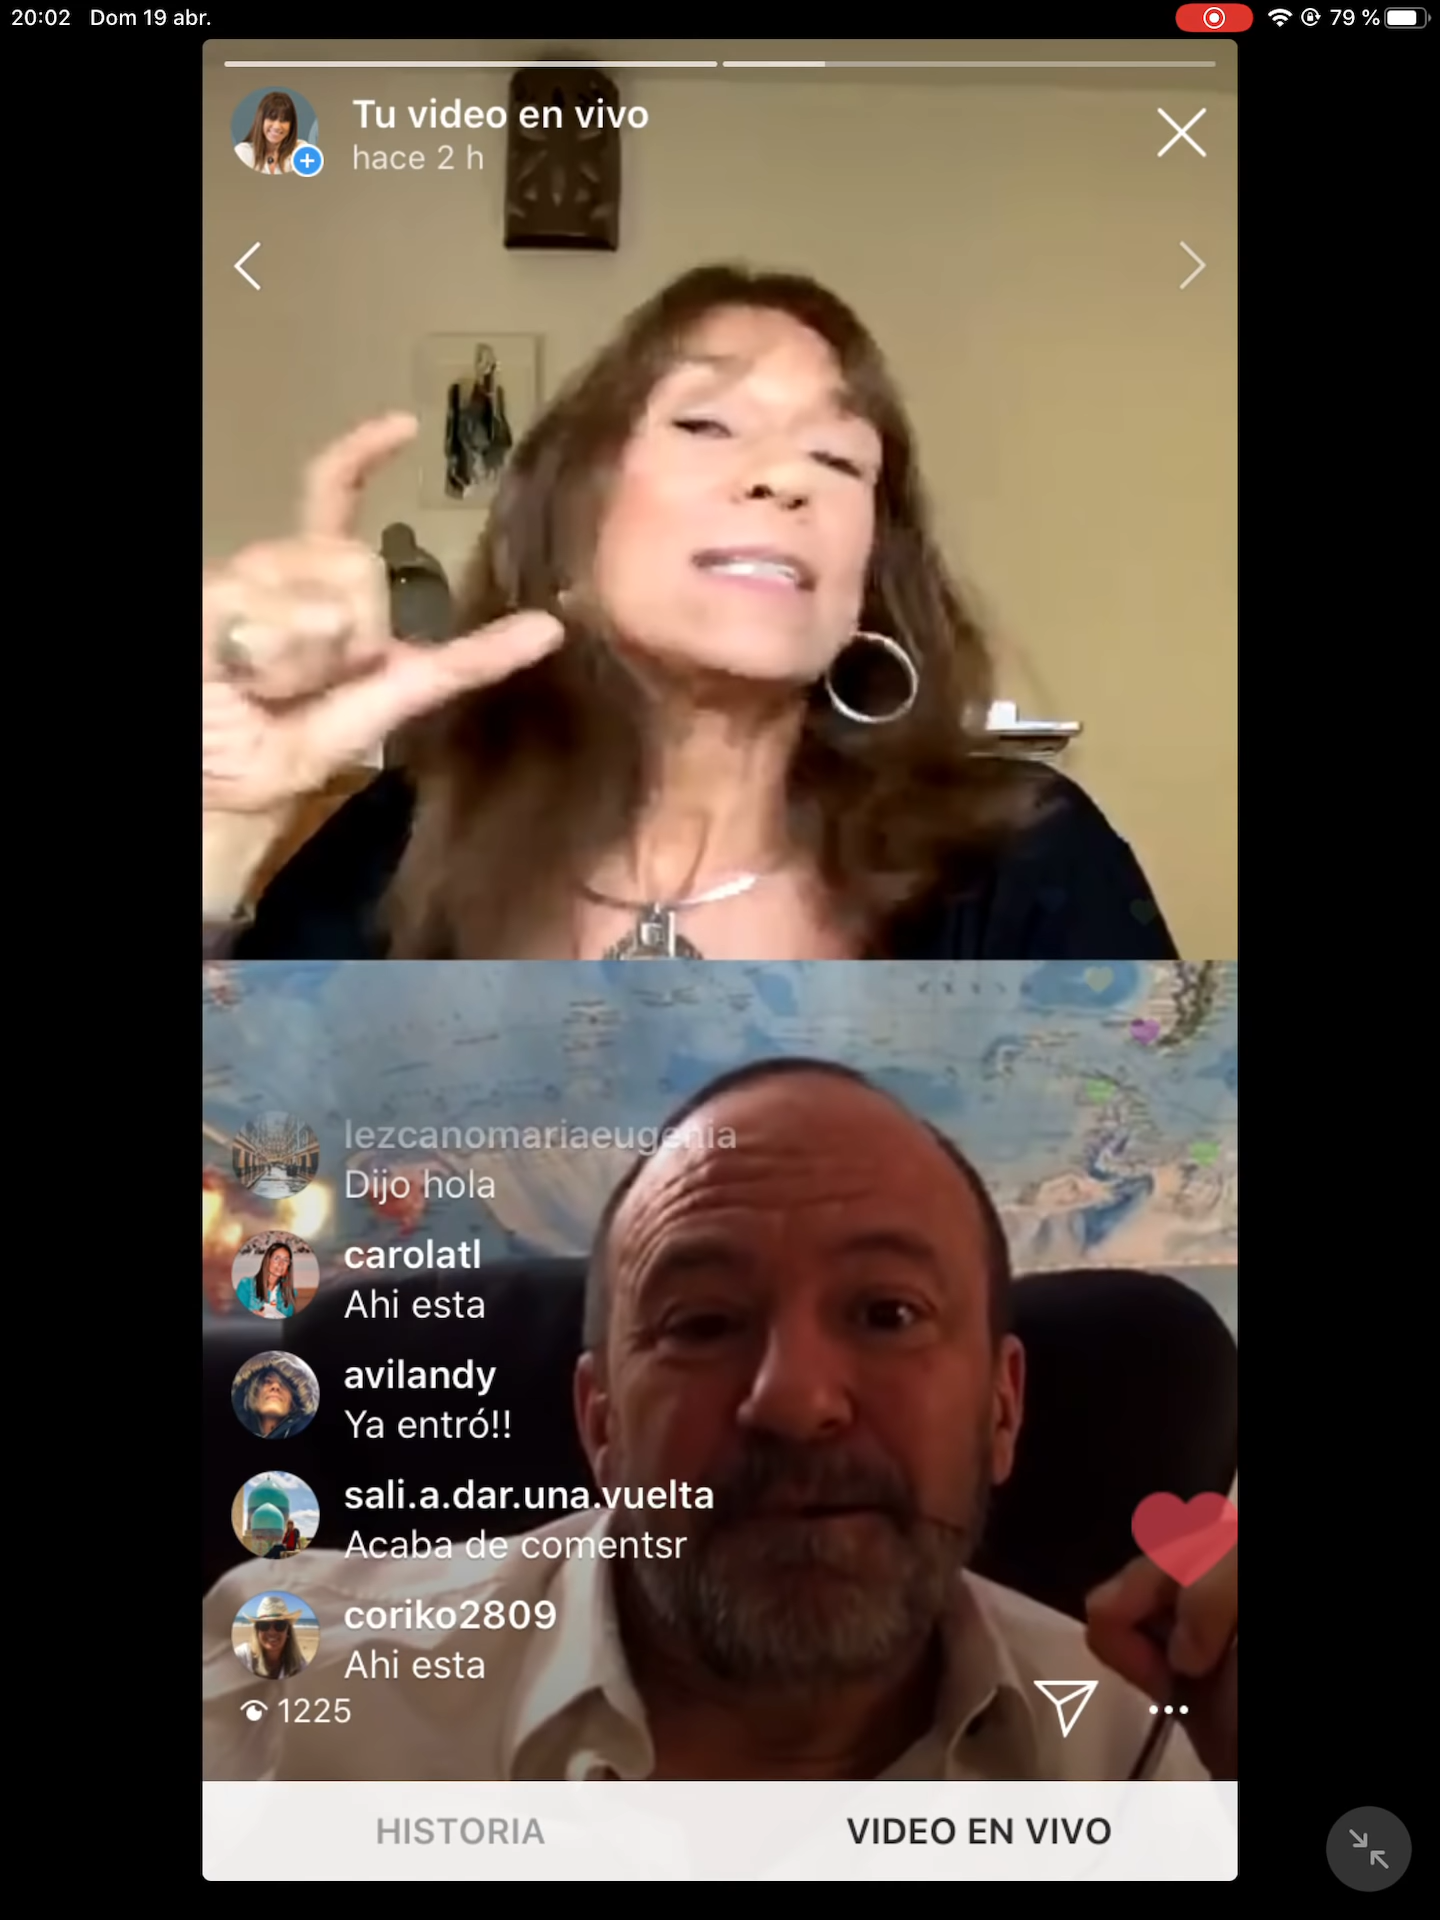 20:02 Dom 19 abr.
79 %
Tu video en vivo
hace 2 h
lezcanomariaeugenia
Dijo hola
carolatl
Ahi esta
avilandy
Ya entró!!
sali.a.dar.una.vuelta
Acaba de comentsr
coriko2809
Ahi esta
1225
HISTORIA
VIDEO EN VIVO